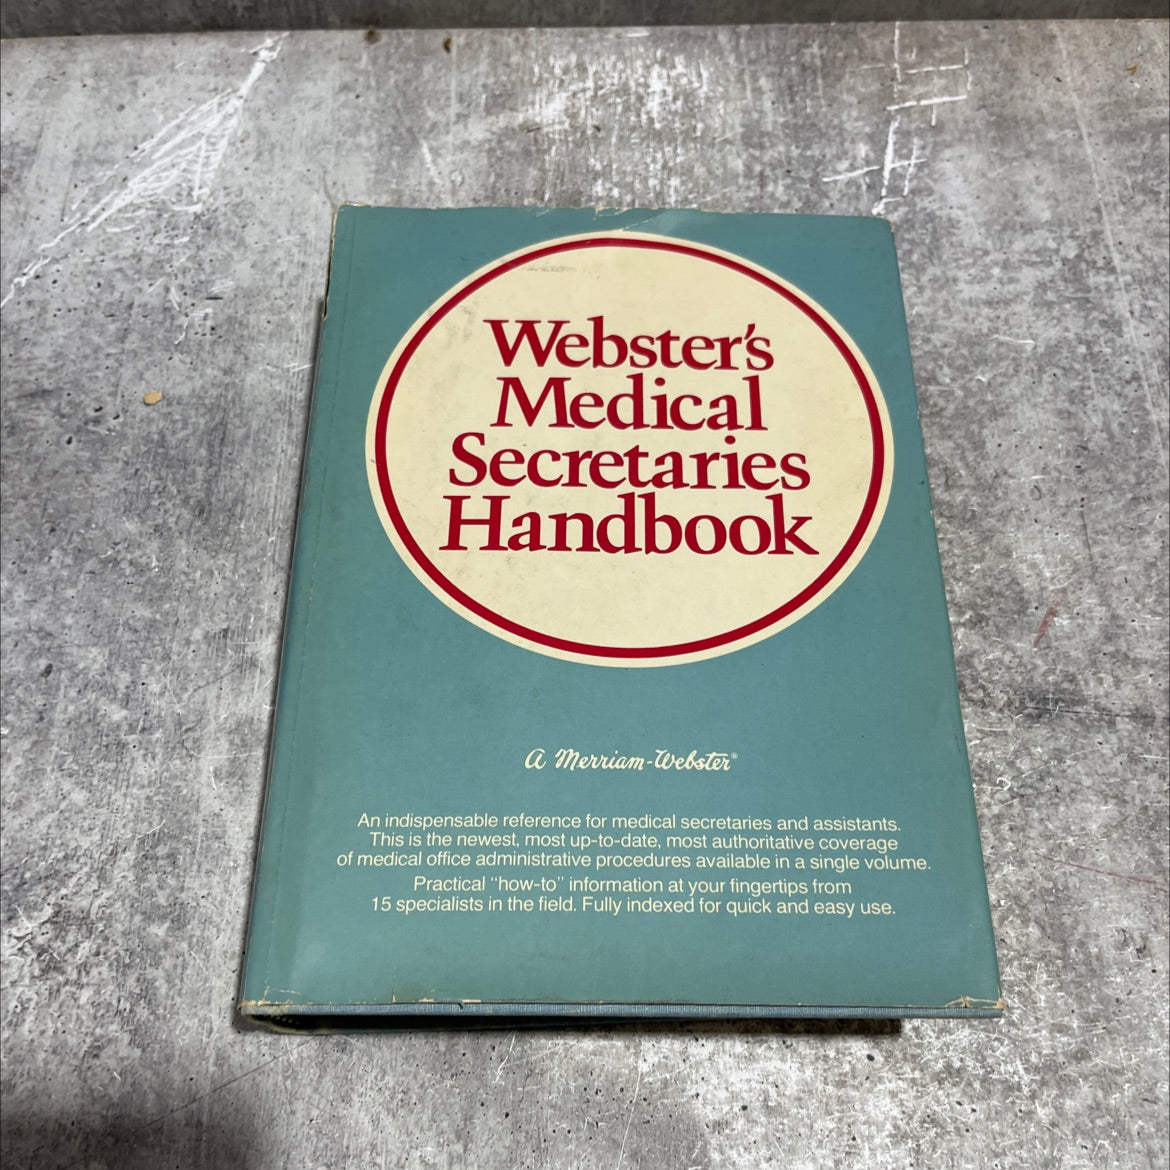 Webster's
Medical
Secretaries
Handbook
A Merriam-Webster®
An indispensable reference for medical secretaries and assistants.
This is the newest, most up-to-date, most authoritative coverage
of medical office administrative procedures available in a single volume.
Practical "how-to" information at your fingertips from
15 specialists in the field. Fully indexed for quick and easy use.